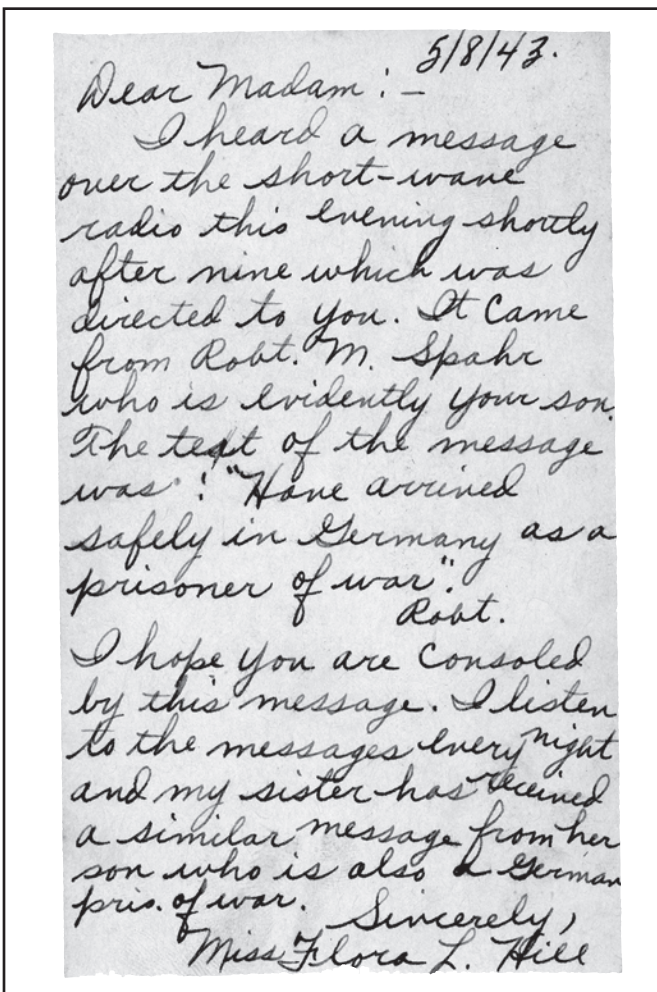 5/8/43.
Dear Madam : –
I heard a message
over the short-wave
radio this evening shortly
after nine which was
directed to you. It came
from Robt. M. Spahr
who is evidently your son.
The text of the message
was : "Have arrived
safely in Germany as a
prisoner of war".
Robt.
I hope you are consoled
by this message. I listen
to the messages every night
and my sister has received
a similar message from her
son who is also a German
pris. of war.
Sincerely,
Miss Flora L. Hill